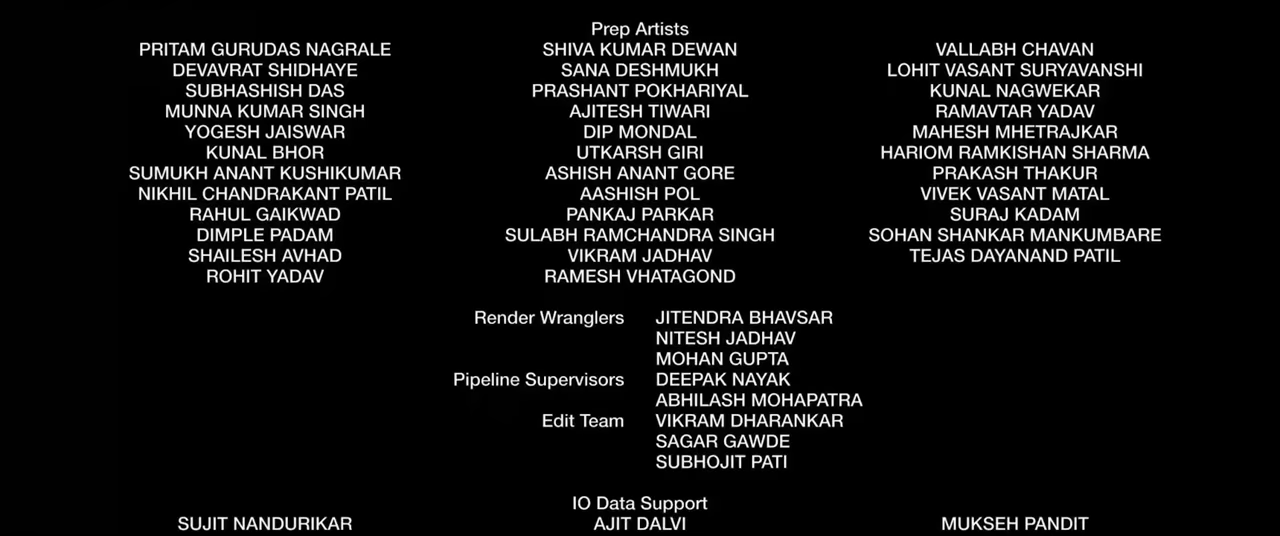 Prep Artists
PRITAM GURUDAS NAGRALE SHIVA KUMAR DEWAN VALLABH CHAVAN
DEVAVRAT SHIDHAYE SANA DESHMUKH LOHIT VASANT SURYAVANSHI
SUBHASHISH DAS PRASHANT POKHARIYAL KUNAL NAGWEKAR
MUNNA KUMAR SINGH AJITESH TIWARI RAMAVTAR YADAV
YOGESH JAISWAR DIP MONDAL MAHESH MHETRAJKAR
KUNAL BHOR UTKARSH GIRI HARIOM RAMKISHAN SHARMA
SUMUKH ANANT KUSHIKUMAR ASHISH ANANT GORE PRAKASH THAKUR
NIKHIL CHANDRAKANT PATIL AASHISH POL VIVEK VASANT MATAL
RAHUL GAIKWAD PANKAJ PARKAR SURAJ KADAM
DIMPLE PADAM SULABH RAMCHANDRA SINGH SOHAN SHANKAR MANKUMBARE
SHAILESH AVHAD VIKRAM JADHAV TEJAS DAYANAND PATIL
ROHIT YADAV RAMESH VHATAGOND
Render Wranglers JITENDRA BHAVSAR
NITESH JADHAV
MOHAN GUPTA
Pipeline Supervisors DEEPAK NAYAK
ABHILASH MOHAPATRA
Edit Team VIKRAM DHARANKAR
SAGAR GAWDE
SUBHOJIT PATI
IO Data Support
SUJIT NANDURIKAR AJIT DALVI MUKSEH PANDIT